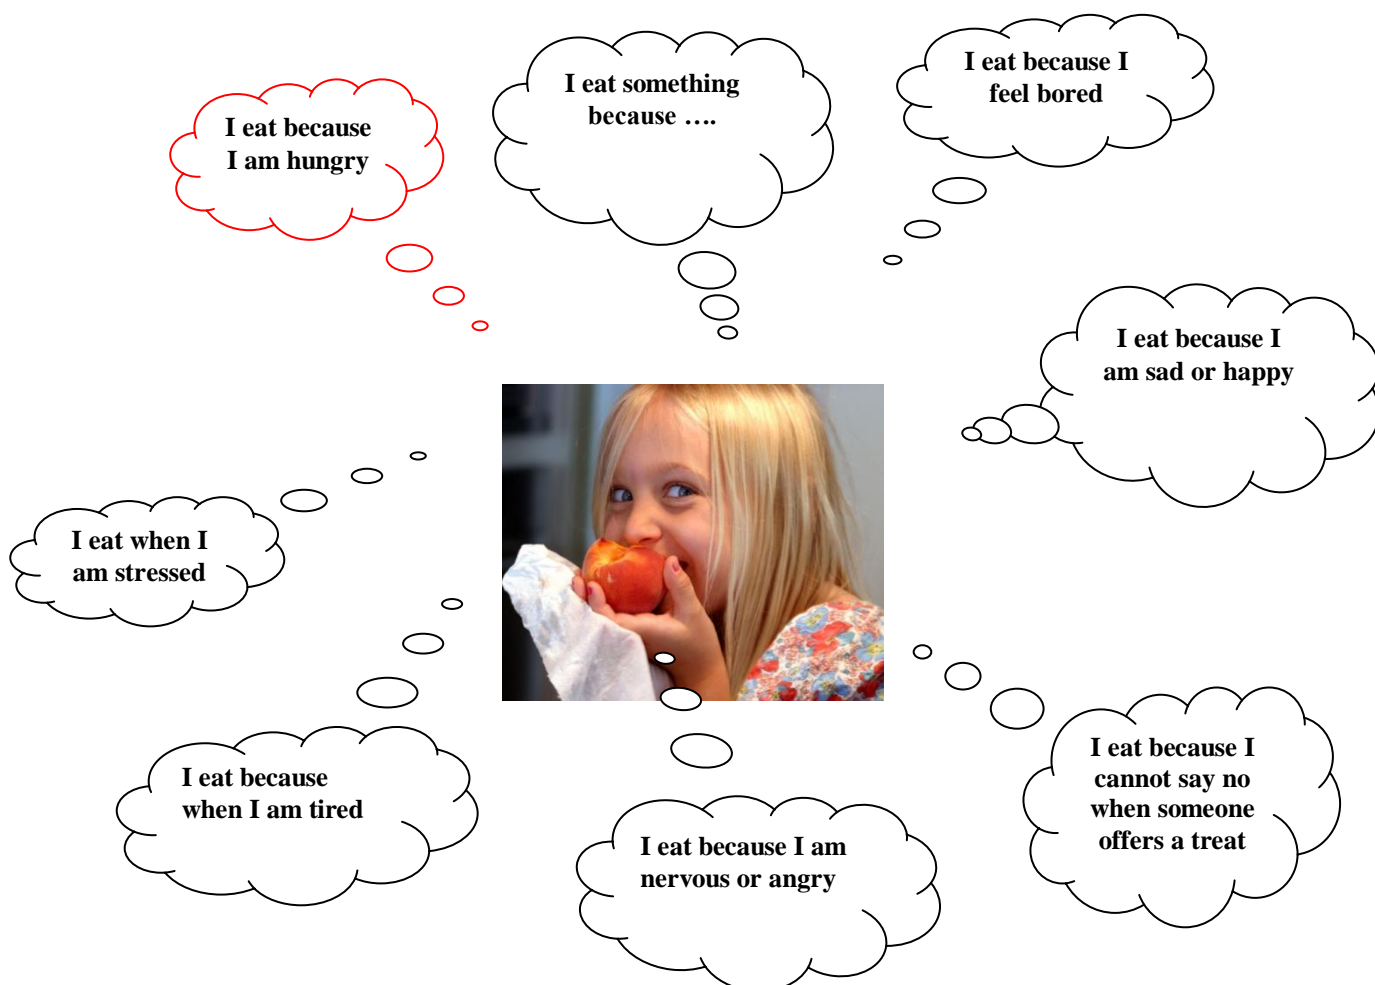 I eat because
I am hungry
I eat something
because ….
I eat because I
feel bored
I eat because I
am sad or happy
I eat when I
am stressed
I eat because
when I am tired
I eat because I am
nervous or angry
I eat because I
cannot say no
when someone
offers a treat